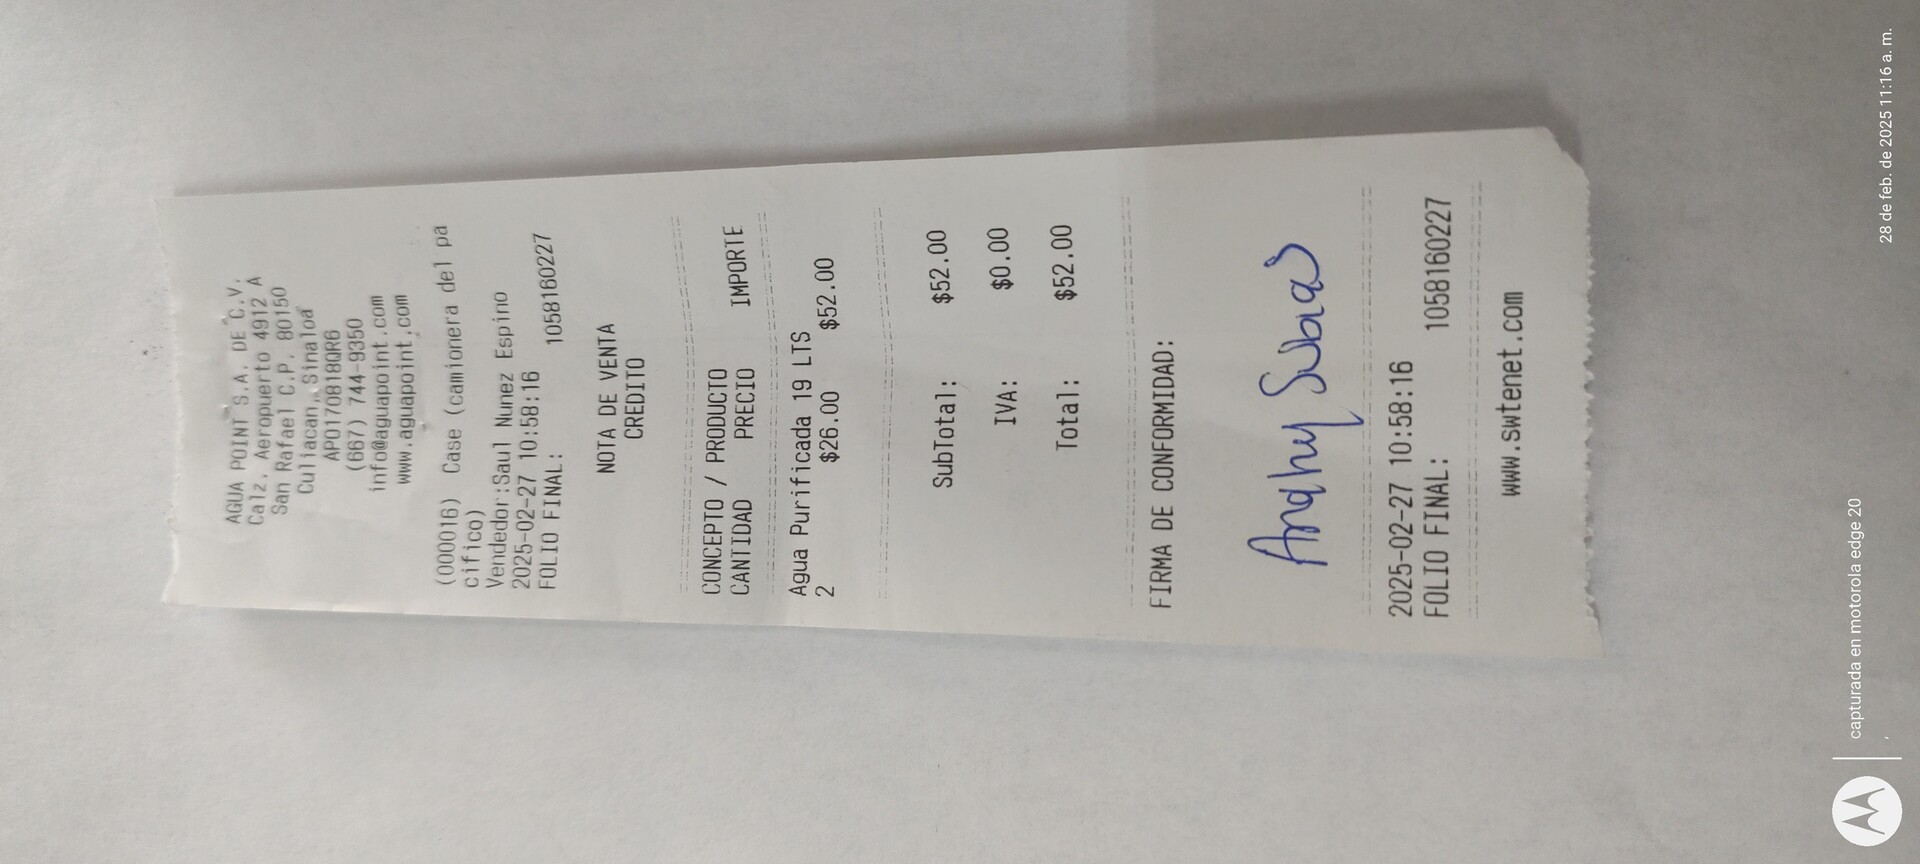 AGUA POINT S.A. DE C.V.
Calz. Aeropuerto 4912 A
San Rafael C.P. 80150
Culiacan, Sinaloa
APO170818QR6
(667) 744-9350
info@aguapoint.com
www.aguapoint.com
(000016) Case (camionera del pa
cifico)
Vendedor:Saul Nunez Espino
2025-02-27 10:58:16
FOLIO FINAL: 1058160227
NOTA DE VENTA
CREDITO
CONCEPTO / PRODUCTO
CANTIDAD PRECIO IMPORTE
Agua Purificada 19 LTS
2 $26.00 $52.00
SubTotal: $52.00
IVA: $0.00
Total: $52.00
FIRMA DE CONFORMIDAD:
2025-02-27 10:58:16
FOLIO FINAL: 1058160227
www.swtenet.com
capturada en motorola edge 20
28 de feb. de 2025 11:16 a. m.